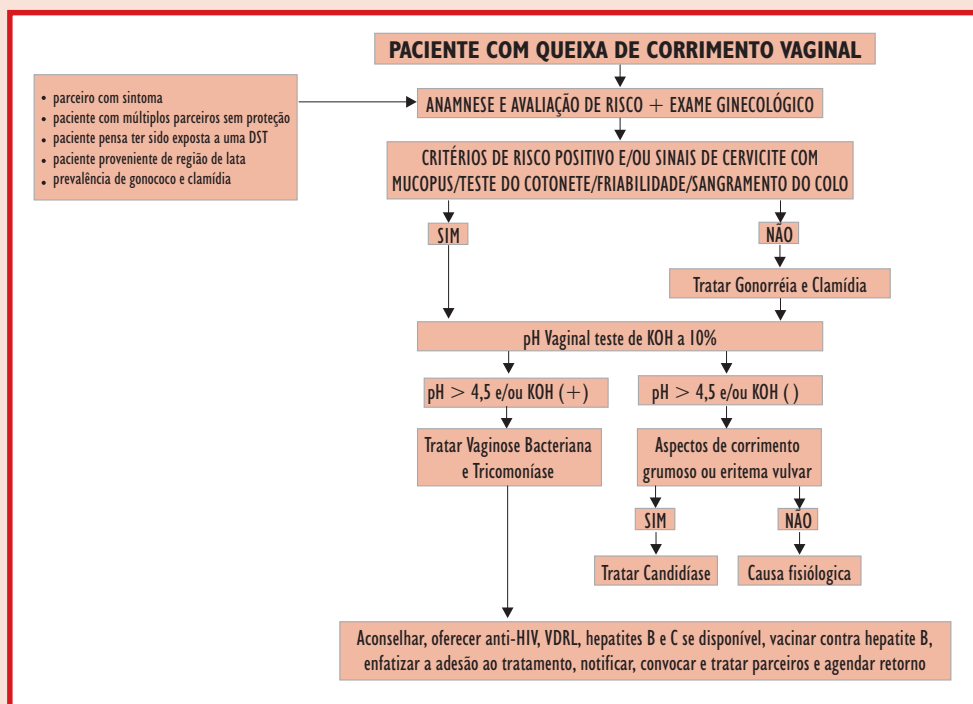 PACIENTE COM QUEIXA DE CORRIMENTO VAGINAL
• parceiro com sintoma
• paciente com múltiplos parceiros sem proteção
• paciente pensa ter sido exposta a uma DST
• paciente proveniente de região de lata
• prevalência de gonococo e clamídia
ANAMNESE E AVALIAÇÃO DE RISCO + EXAME GINECOLÓGICO
CRITÉRIOS DE RISCO POSITIVO E/OU SINAIS DE CERVICITE COM
MUCOPUS/TESTE DO COTONETE/FRIABILIDADE/SANGRAMENTO DO COLO
SIM
NÃO
Tratar Gonorréia e Clamídia
pH Vaginal teste de KOH a 10%
pH > 4,5 e/ou KOH (+)
pH > 4,5 e/ou KOH ( )
Tratar Vaginose Bacteriana
e Tricomoníase
Aspectos de corrimento
grumoso ou eritema vulvar
SIM
NÃO
Tratar Candidíase
Causa fisiólogica
Aconselhar, oferecer anti-HIV, VDRL, hepatites B e C se disponível, vacinar contra hepatite B,
enfatizar a adesão ao tratamento, notificar, convocar e tratar parceiros e agendar retorno